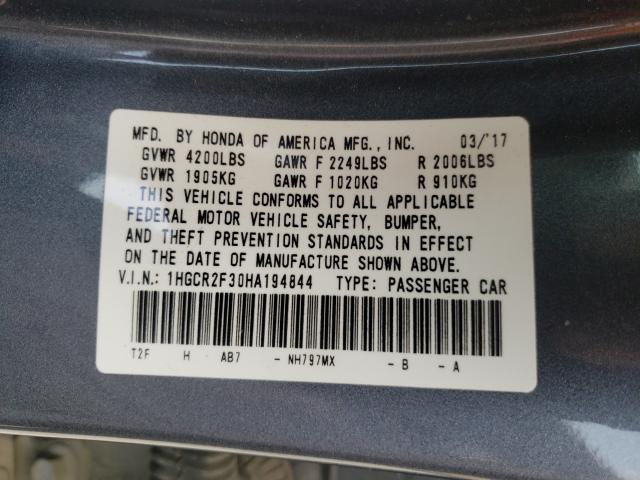 MFD. BY HONDA OF AMERICA MFG., INC. 03/'17
GVWR 4200LBS GAWR F 2249LBS R 2006LBS
GVWR 1905KG GAWR F 1020KG R 910KG
THIS VEHICLE CONFORMS TO ALL APPLICABLE
FEDERAL MOTOR VEHICLE SAFETY, BUMPER,
AND THEFT PREVENTION STANDARDS IN EFFECT
ON THE DATE OF MANUFACTURE SHOWN ABOVE.
V.I.N.: 1HGCR2F30HA194844 TYPE: PASSENGER CAR
T2F H AB7 - NH797MX - B - A